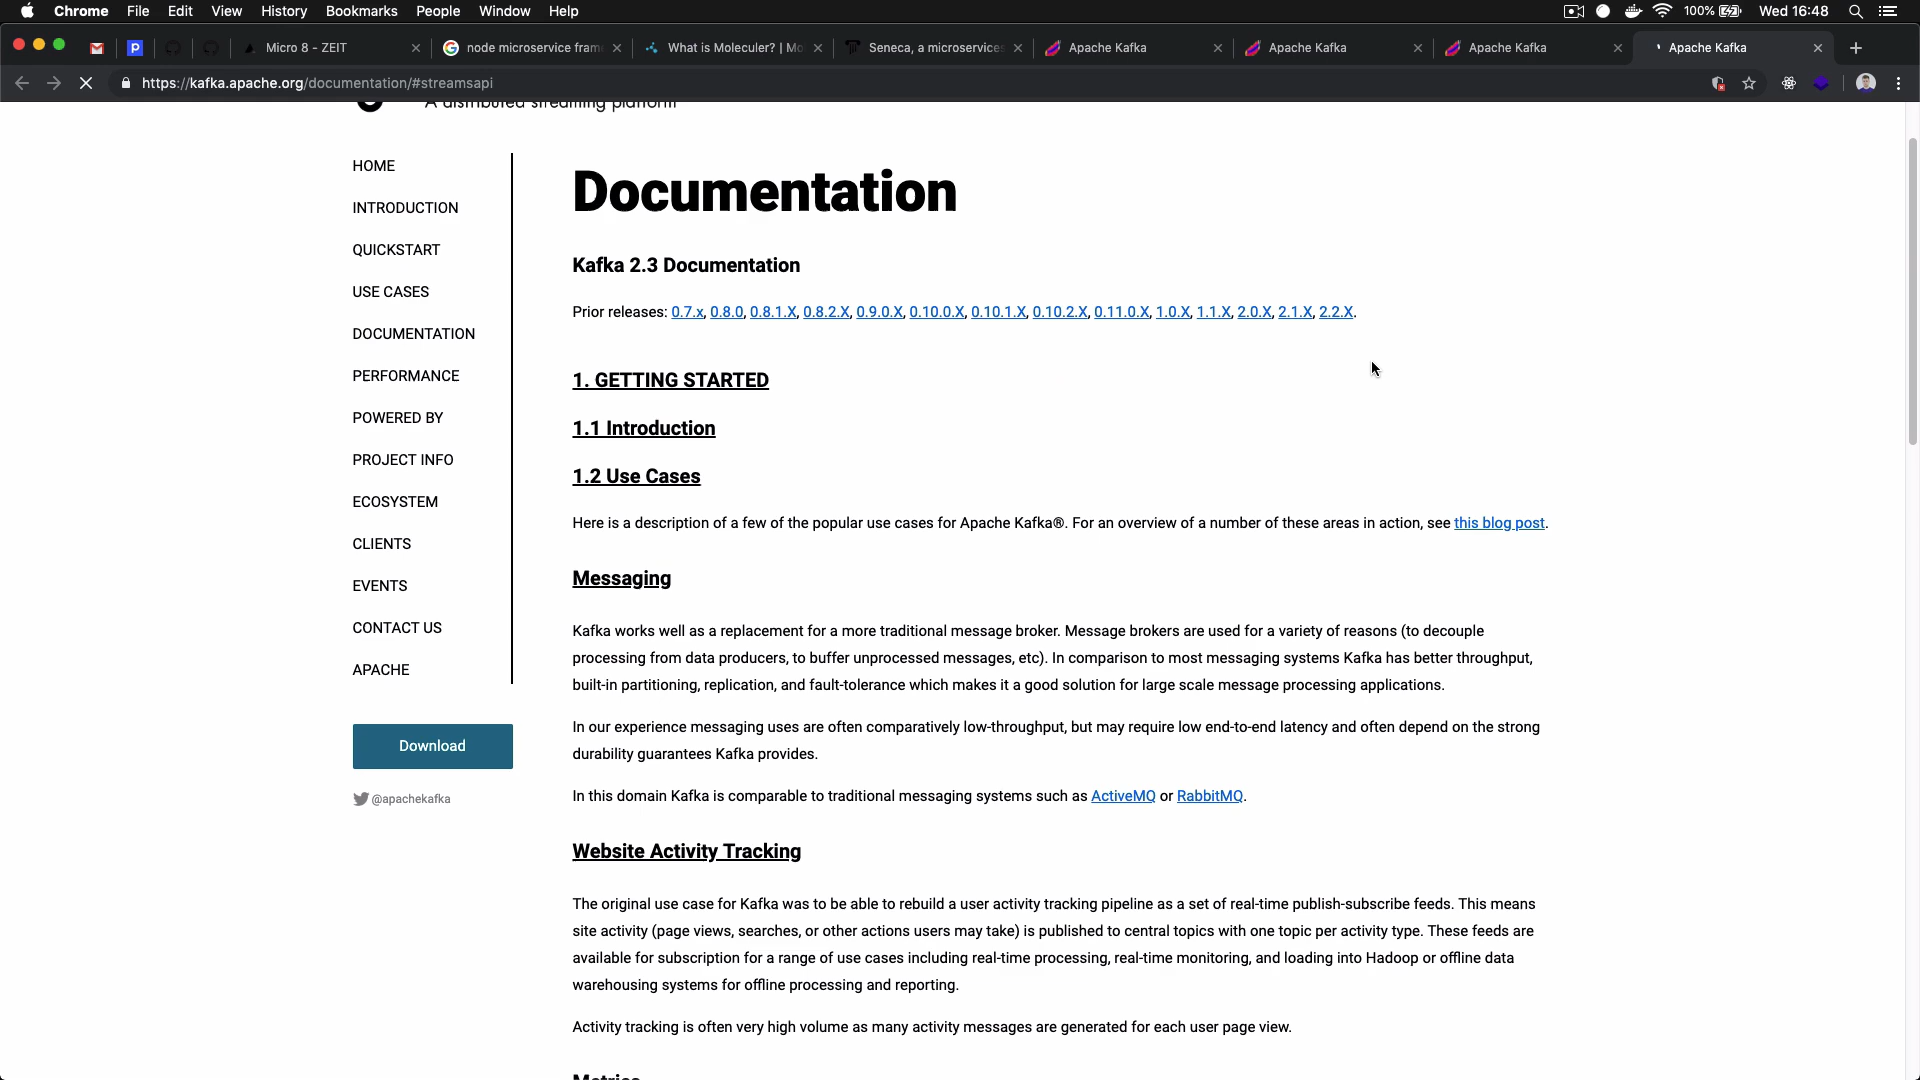 Chrome File Edit View History Bookmarks People Window Help 100% Wed 16:48
Micro 8 - ZEIT
node microservice fram
What is Moleculer? | Mo
Seneca, a microservices
Apache Kafka
Apache Kafka
Apache Kafka
Apache Kafka
https://kafka.apache.org/documentation/#streamsapi
A distributed streaming platform
HOME
INTRODUCTION
QUICKSTART
USE CASES
DOCUMENTATION
PERFORMANCE
POWERED BY
PROJECT INFO
ECOSYSTEM
CLIENTS
EVENTS
CONTACT US
APACHE
Download
@apachekafka
Documentation
Kafka 2.3 Documentation
Prior releases: 0.7.x, 0.8.0, 0.8.1.X, 0.8.2.X, 0.9.0.X, 0.10.0.X, 0.10.1.X, 0.10.2.X, 0.11.0.X, 1.0.X, 1.1.X, 2.0.X, 2.1.X, 2.2.X.
1. GETTING STARTED
1.1 Introduction
1.2 Use Cases
Here is a description of a few of the popular use cases for Apache Kafka®. For an overview of a number of these areas in action, see this blog post.
Messaging
Kafka works well as a replacement for a more traditional message broker. Message brokers are used for a variety of reasons (to decouple
processing from data producers, to buffer unprocessed messages, etc). In comparison to most messaging systems Kafka has better throughput,
built-in partitioning, replication, and fault-tolerance which makes it a good solution for large scale message processing applications.
In our experience messaging uses are often comparatively low-throughput, but may require low end-to-end latency and often depend on the strong
durability guarantees Kafka provides.
In this domain Kafka is comparable to traditional messaging systems such as ActiveMQ or RabbitMQ.
Website Activity Tracking
The original use case for Kafka was to be able to rebuild a user activity tracking pipeline as a set of real-time publish-subscribe feeds. This means
site activity (page views, searches, or other actions users may take) is published to central topics with one topic per activity type. These feeds are
available for subscription for a range of use cases including real-time processing, real-time monitoring, and loading into Hadoop or offline data
warehousing systems for offline processing and reporting.
Activity tracking is often very high volume as many activity messages are generated for each user page view.
Metrics